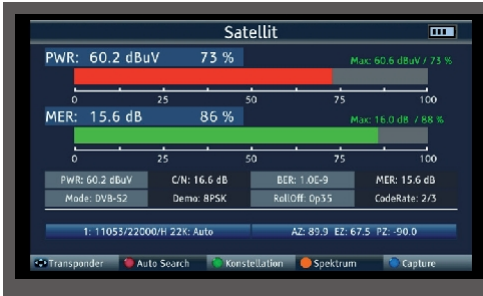 Satellit
PWR: 60.2 dBuV 73 %
Max: 60.6 dBuV / 73 %
0 25 50 75 100
MER: 15.6 dB 86 %
Max: 16.0 dB / 88 %
0 25 50 75 100
PWR: 60.2 dBuV C/N: 16.6 dB BER: 1.0E-9 MER: 15.6 dB
Mode: DVB-S2 Demo: 8PSK RollOff: 0p35 CodeRate: 2/3
1: 11053/22000/H 22K: Auto AZ: 89.9 EZ: 67.5 PZ: -90.0
Transponder Auto Search Konstellation Spektrum Capture